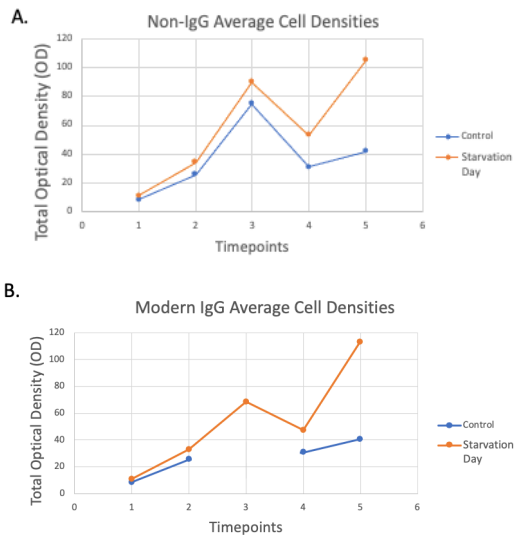 A.
Non-IgG Average Cell Densities
Total Optical Density (OD)
120
100
80
60
40
20
0
0 1 2 3 4 5 6
Timepoints
Control
Starvation
Day
B.
Modern IgG Average Cell Densities
Total Optical Density (OD)
120
100
80
60
40
20
0
0 1 2 3 4 5 6
Timepoints
Control
Starvation
Day